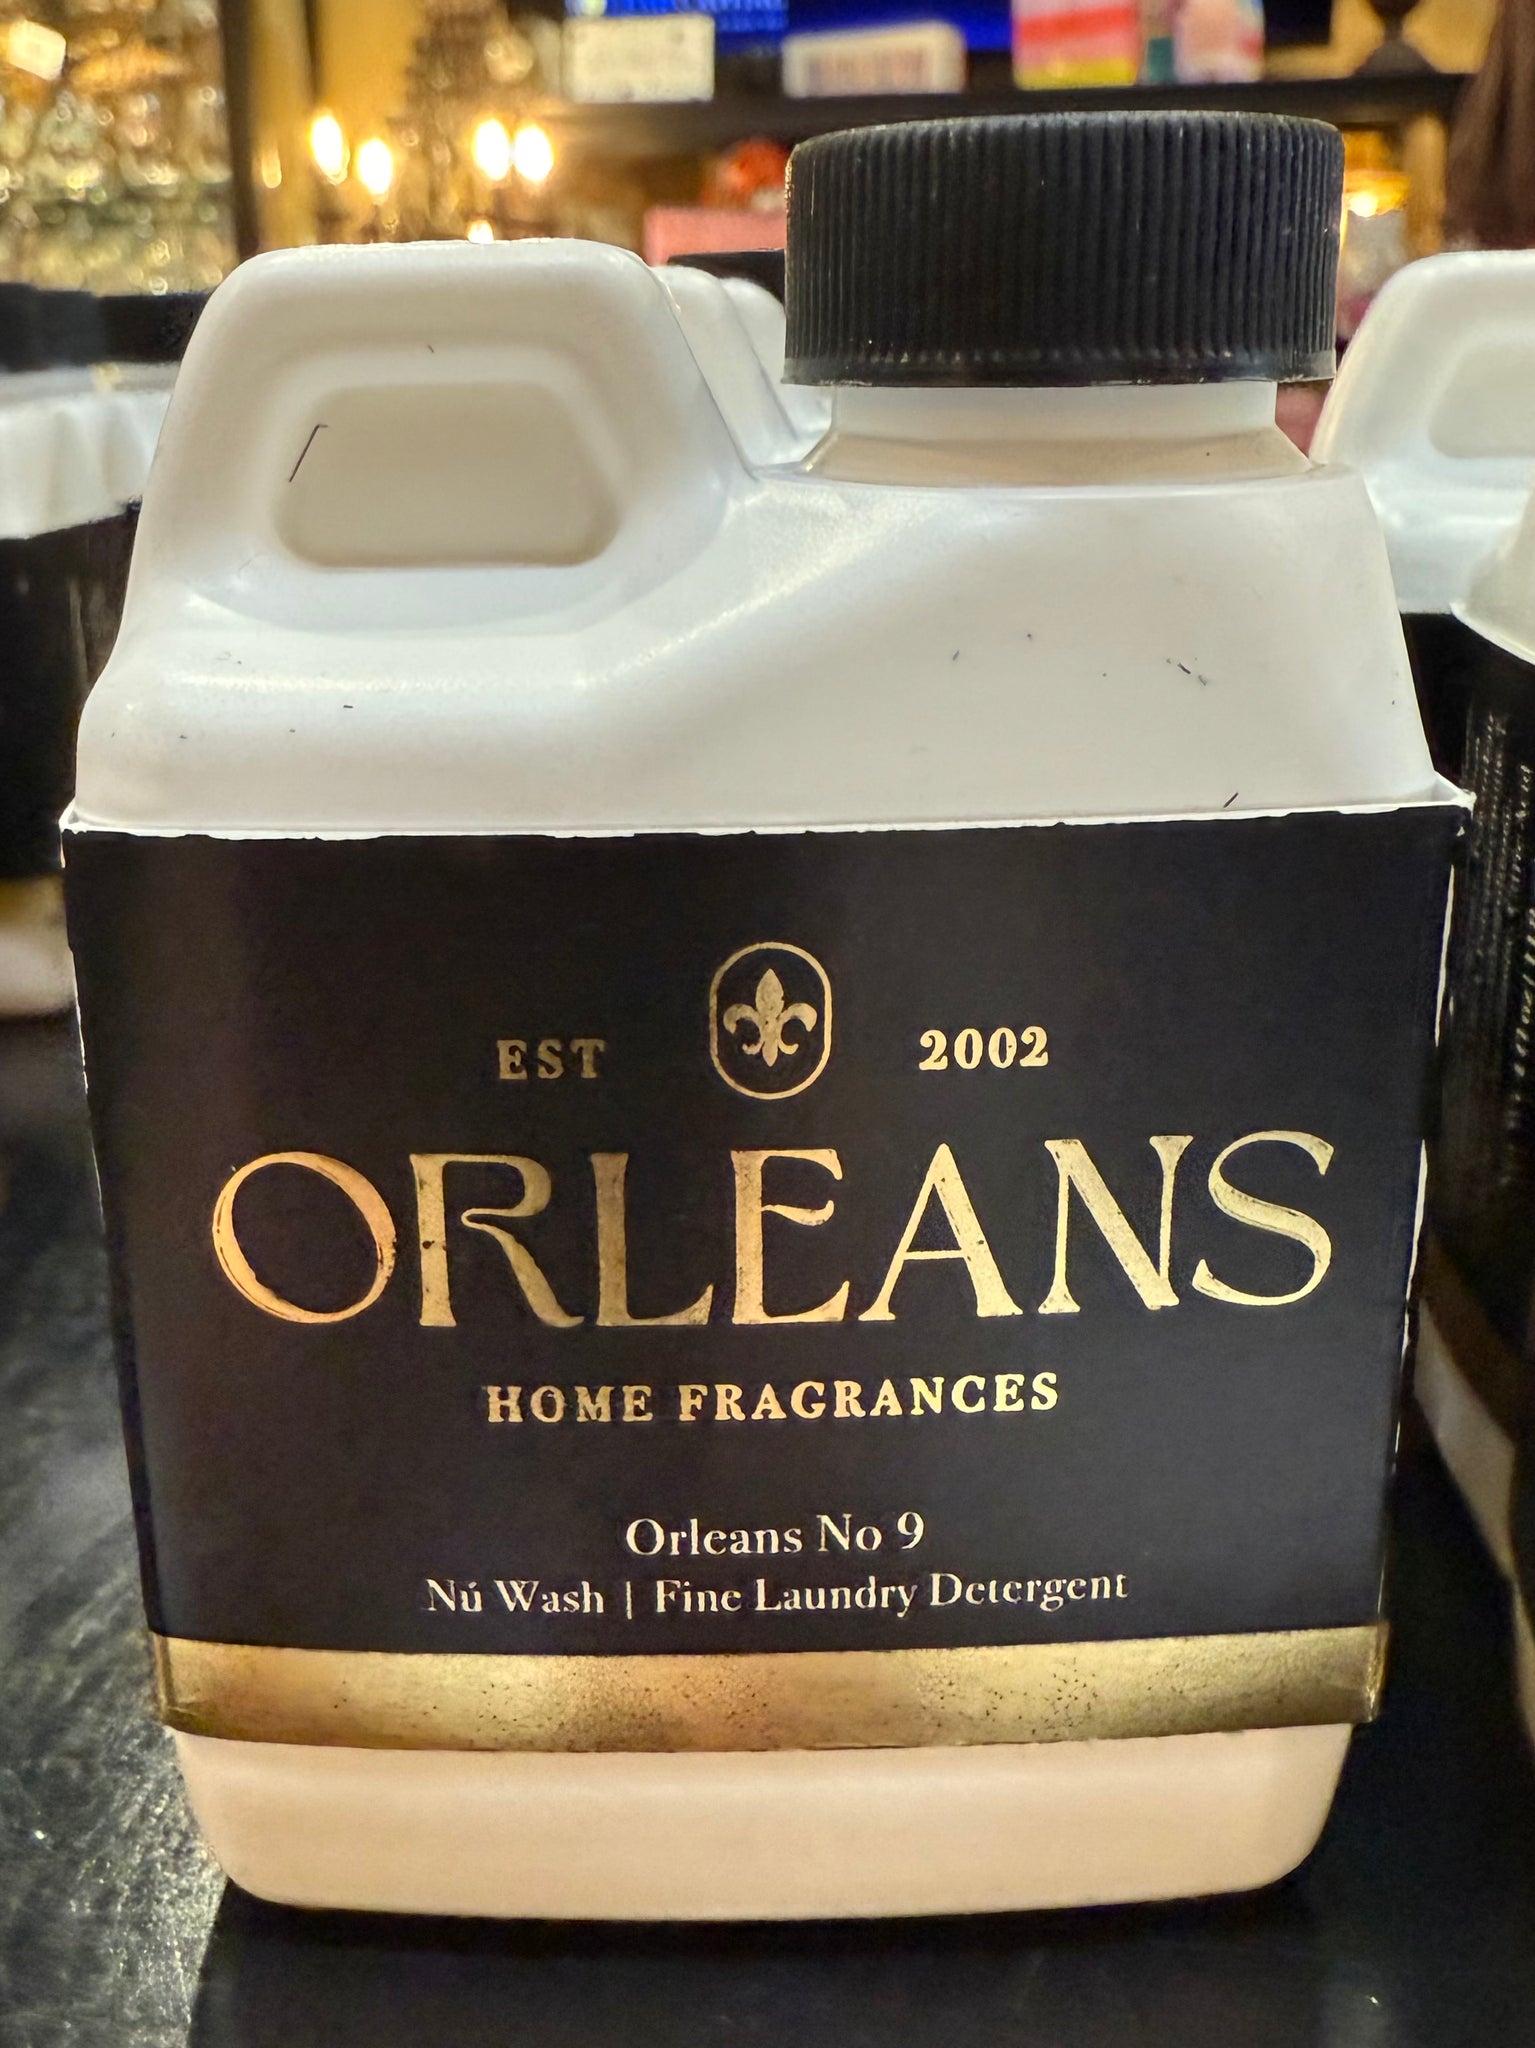 EST 2002
ORLEANS
HOME FRAGRANCES
Orleans No 9
Nú Wash | Fine Laundry Detergent